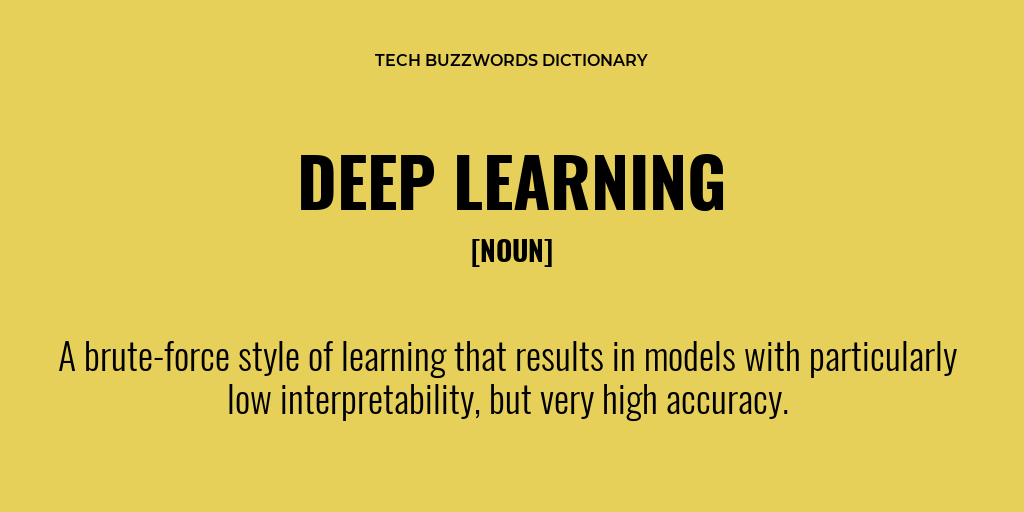 TECH BUZZWORDS DICTIONARY
DEEP LEARNING
[NOUN]
A brute-force style of learning that results in models with particularly
low interpretability, but very high accuracy.